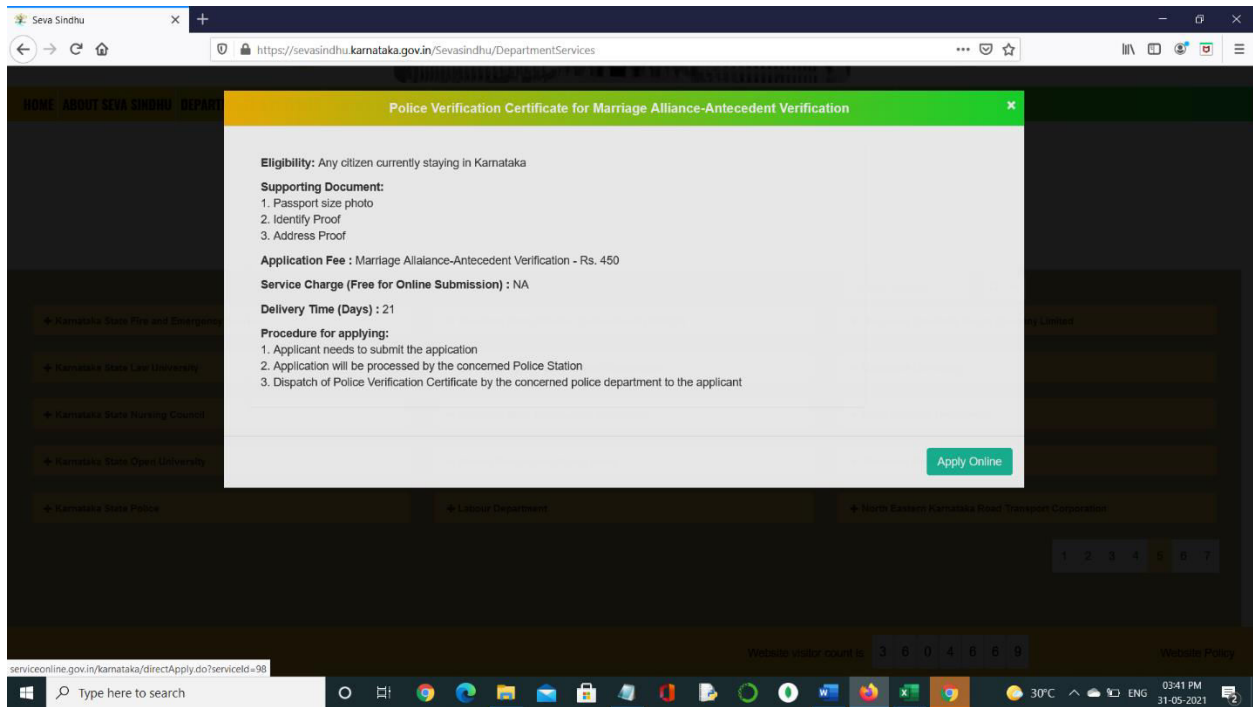 Seva Sindhu
https://sevasindhu.karnataka.gov.in/Sevasindhu/DepartmentServices
HOME ABOUT SEVA SINDHU DEPART
Police Verification Certificate for Marriage Alliance-Antecedent Verification
Eligibility: Any citizen currently staying in Karnataka
Supporting Document:
1. Passport size photo
2. Identify Proof
3. Address Proof
Application Fee : Marriage Allaiance-Antecedent Verification - Rs. 450
Service Charge (Free for Online Submission) : NA
Delivery Time (Days) : 21
Procedure for applying:
1. Applicant needs to submit the appication
2. Application will be processed by the concerned Police Station
3. Dispatch of Police Verification Certificate by the concerned police department to the applicant
Apply Online
Karnataka State Fire and Emergency
Limited
Karnataka State Law University
Karnataka State Nursing Council
Karnataka State Open University
Karnataka State Police
Labour Department
North Eastern Karnataka Road Transport Corporation
1 2 3 4 5 6 7
Website visitor count is 3 6 0 4 6 6 9
Website Policy
serviceonline.gov.in/karnataka/directApply.do?serviceId=98
Type here to search
30°C
ENG
03:41 PM
31-05-2021
2